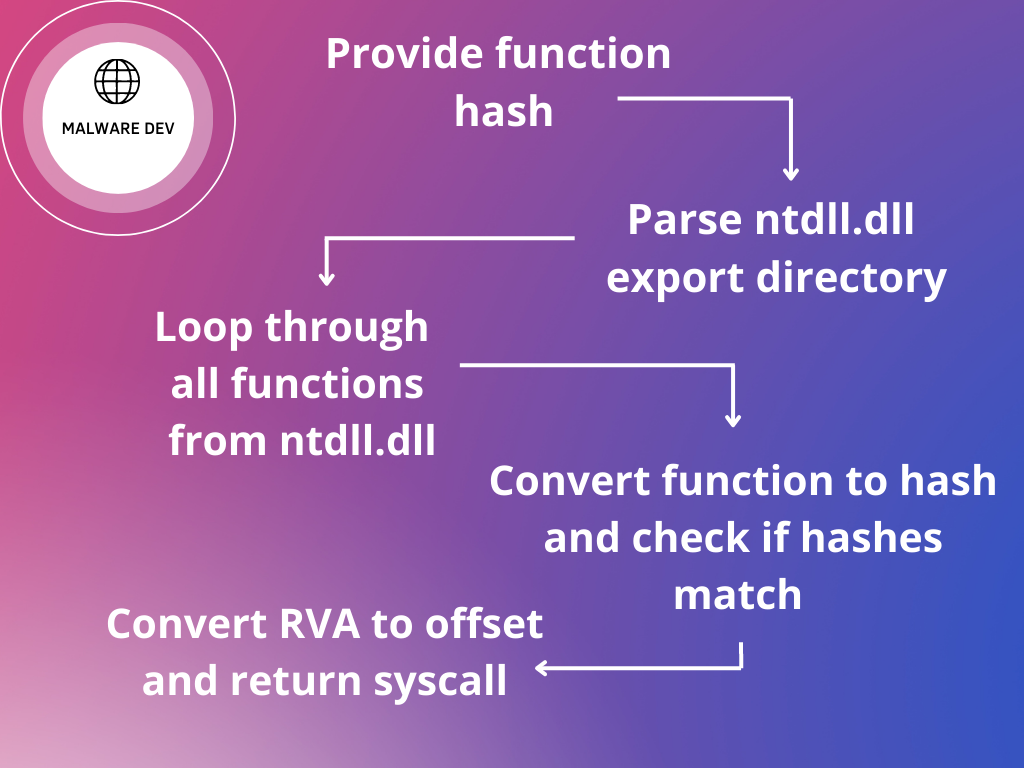 MALWARE DEV
Provide function
hash
Parse ntdll.dll
export directory
Loop through
all functions
from ntdll.dll
Convert function to hash
and check if hashes
match
Convert RVA to offset
and return syscall